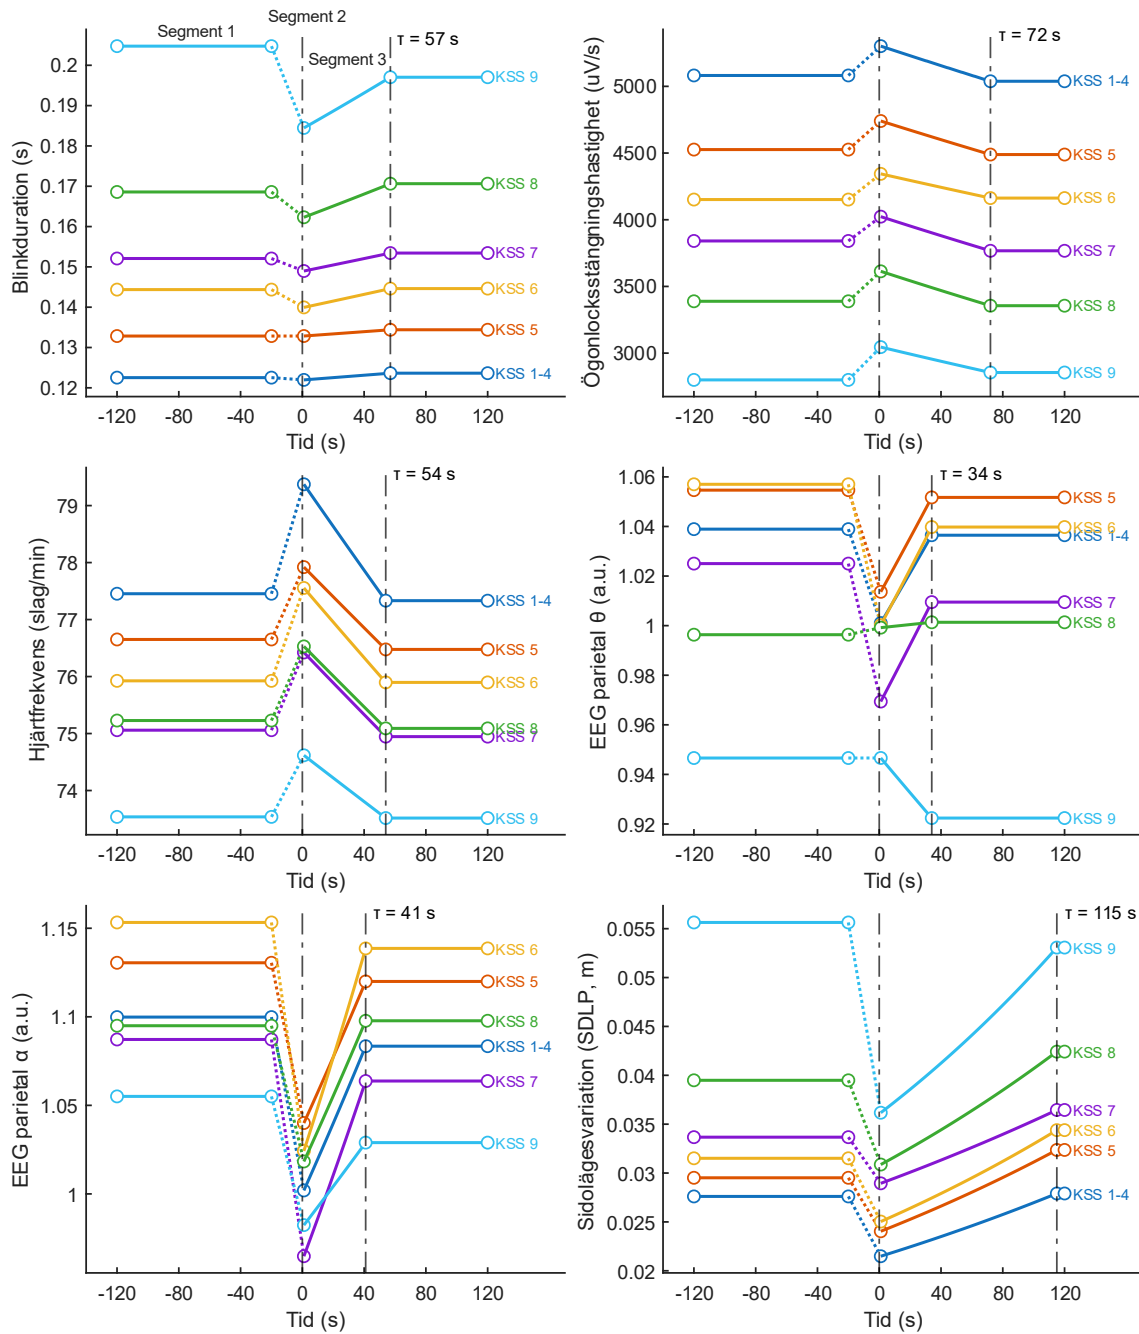 Segment 1
Segment 2
Segment 3
τ = 57 s
Blinkduration (s)
0.2
0.19
0.18
0.17
0.16
0.15
0.14
0.13
0.12
KSS 9
KSS 8
KSS 7
KSS 6
KSS 5
KSS 1-4
-120 -80 -40 0 40 80 120
Tid (s)
τ = 72 s
Ögonlocksstängningshastighet (uV/s)
5000
4500
4000
3500
3000
KSS 1-4
KSS 5
KSS 6
KSS 7
KSS 8
KSS 9
-120 -80 -40 0 40 80 120
Tid (s)
τ = 54 s
Hjärtfrekvens (slag/min)
79
78
77
76
75
74
KSS 1-4
KSS 5
KSS 6
KSS 8
KSS 7
KSS 9
-120 -80 -40 0 40 80 120
Tid (s)
τ = 34 s
EEG parietal θ (a.u.)
1.06
1.04
1.02
1
0.98
0.96
0.94
0.92
KSS 5
KSS 6
KSS 1-4
KSS 7
KSS 8
KSS 9
-120 -80 -40 0 40 80 120
Tid (s)
τ = 41 s
EEG parietal α (a.u.)
1.15
1.1
1.05
1
KSS 6
KSS 5
KSS 8
KSS 1-4
KSS 7
KSS 9
-120 -80 -40 0 40 80 120
Tid (s)
τ = 115 s
Sidolägesvariation (SDLP, m)
0.055
0.05
0.045
0.04
0.035
0.03
0.025
0.02
KSS 9
KSS 8
KSS 7
KSS 6
KSS 5
KSS 1-4
-120 -80 -40 0 40 80 120
Tid (s)